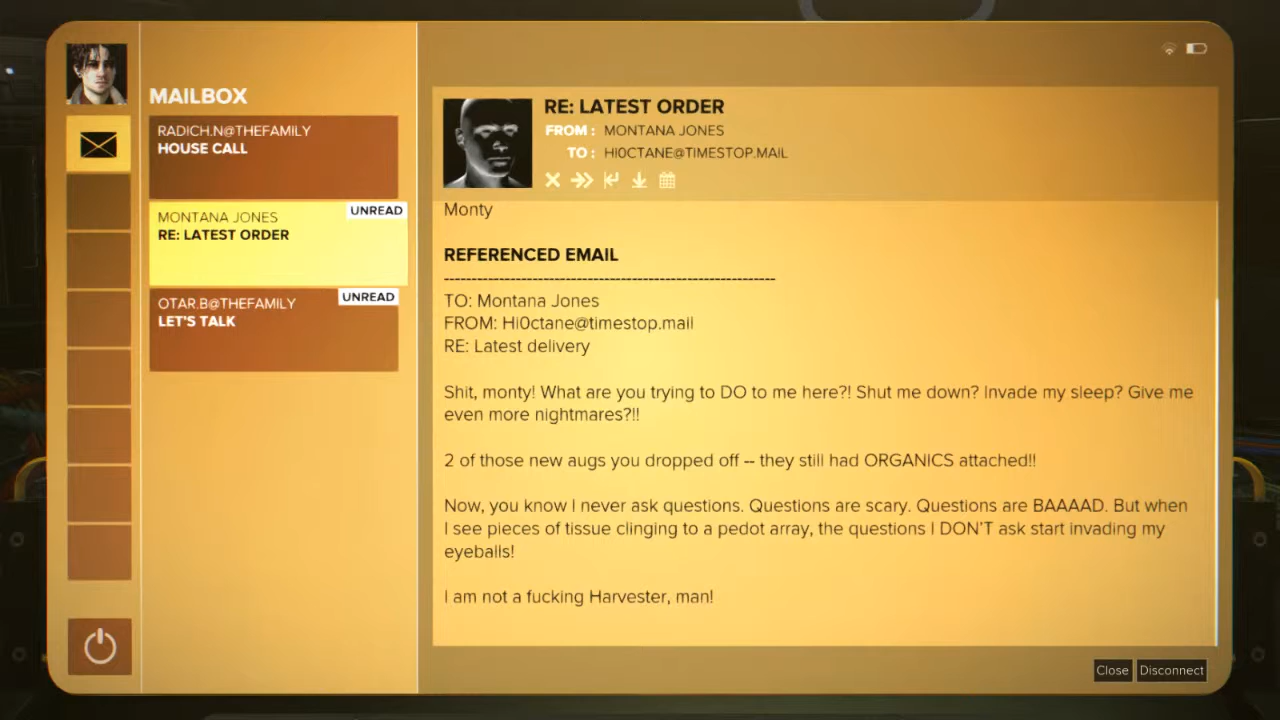 MAILBOX
RADICH.N@THEFAMILY
HOUSE CALL
MONTANA JONES
UNREAD
RE: LATEST ORDER
OTAR.B@THEFAMILY
UNREAD
LET'S TALK
RE: LATEST ORDER
FROM : MONTANA JONES
TO : HI0CTANE@TIMESTOP.MAIL
Monty
REFERENCED EMAIL
------------------------------------------------------------
TO: Montana Jones
FROM: Hi0ctane@timestop.mail
RE: Latest delivery
Shit, monty! What are you trying to DO to me here?! Shut me down? Invade my sleep? Give me
even more nightmares?!!
2 of those new augs you dropped off -- they still had ORGANICS attached!!
Now, you know I never ask questions. Questions are scary. Questions are BAAAAD. But when
I see pieces of tissue clinging to a pedot array, the questions I DON'T ask start invading my
eyeballs!
I am not a fucking Harvester, man!
Close
Disconnect